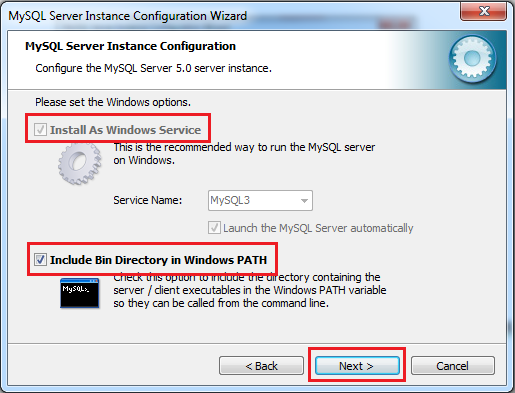 MySQL Server Instance Configuration Wizard
MySQL Server Instance Configuration
Configure the MySQL Server 5.0 server instance.
Please set the Windows options.
Install As Windows Service
This is the recommended way to run the MySQL server
on Windows.
Service Name:
MySQL3
Launch the MySQL Server automatically
Include Bin Directory in Windows PATH
MySQL>_
Check this option to include the directory containing the
server / client executables in the Windows PATH variable
so they can be called from the command line.
< Back
Next >
Cancel